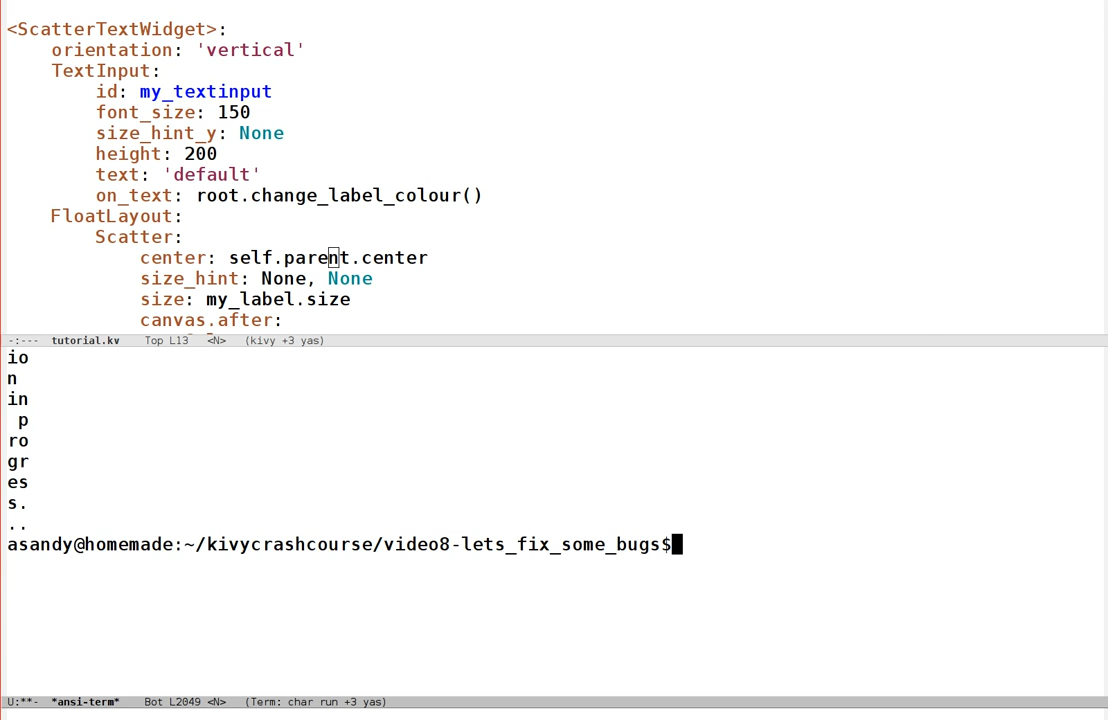 <ScatterTextWidget>:
    orientation: 'vertical'
    TextInput:
        id: my_textinput
        font_size: 150
        size_hint_y: None
        height: 200
        text: 'default'
        on_text: root.change_label_colour()
    FloatLayout:
        Scatter:
            center: self.parent.center
            size_hint: None, None
            size: my_label.size
            canvas.after:
-:---  tutorial.kv    Top L13   <N>   (kivy +3 yas)
io
n
in
 p
ro
gr
es
s.
..
asandy@homemade:~/kivycrashcourse/video8-lets_fix_some_bugs$
U:**-  *ansi-term*    Bot L2049 <N>   (Term: char run +3 yas)